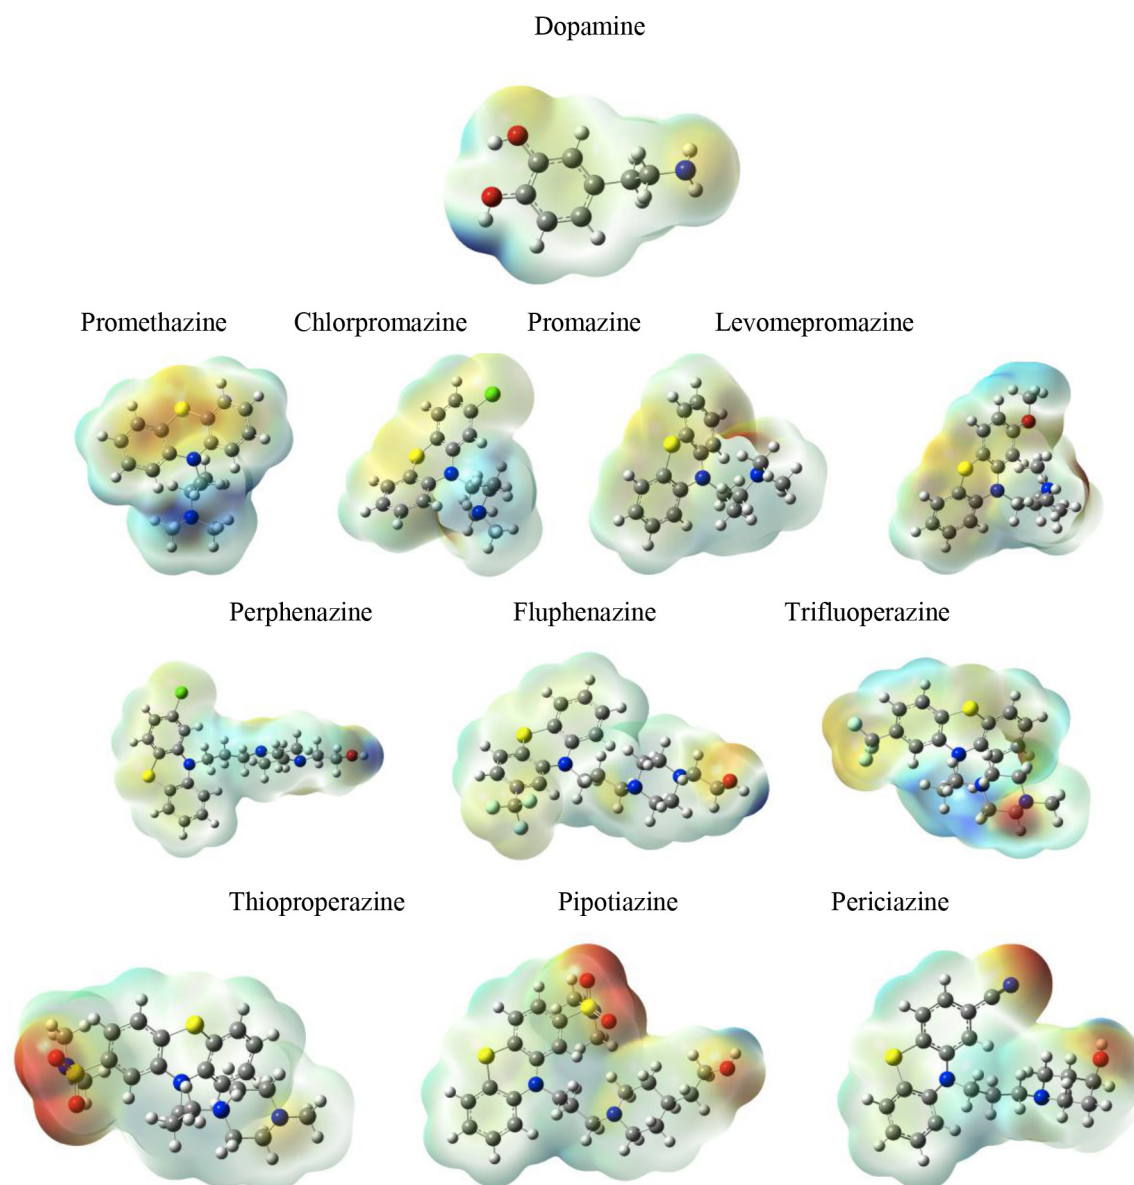 Dopamine
Promethazine Chlorpromazine Promazine Levomepromazine
Perphenazine Fluphenazine Trifluoperazine
Thioproperazine Pipotiazine Periciazine